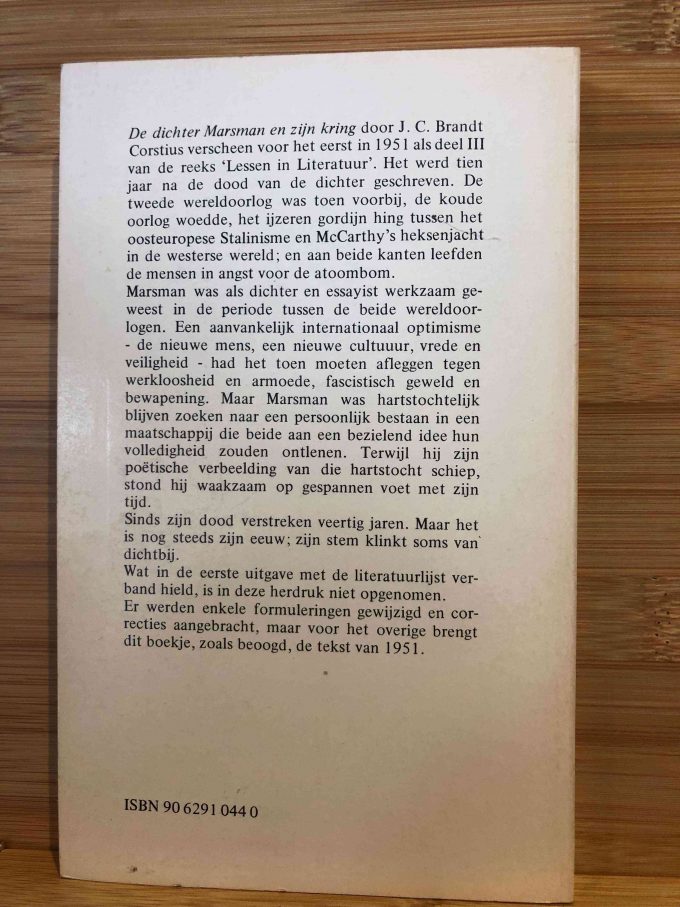 De dichter Marsman en zijn kring door J. C. Brandt
Corstius verscheen voor het eerst in 1951 als deel III
van de reeks ‘Lessen in Literatuur’. Het werd tien
jaar na de dood van de dichter geschreven. De
tweede wereldoorlog was toen voorbij, de koude
oorlog woedde, het ijzeren gordijn hing tussen het
oosteuropese Stalinisme en McCarthy’s heksenjacht
in de westerse wereld; en aan beide kanten leefden
de mensen in angst voor de atoombom.
Marsman was als dichter en essayist werkzaam ge-
weest in de periode tussen de beide wereldoor-
logen. Een aanvankelijk internationaal optimisme
- de nieuwe mens, een nieuwe cultuuur, vrede en
veiligheid - had het toen moeten afleggen tegen
werkloosheid en armoede, fascistisch geweld en
bewapening. Maar Marsman was hartstochtelijk
blijven zoeken naar een persoonlijk bestaan in een
maatschappij die beide aan een bezielend idee hun
volledigheid zouden ontlenen. Terwijl hij zijn
poëtische verbeelding van die hartstocht schiep,
stond hij waakzaam op gespannen voet met zijn
tijd.
Sinds zijn dood verstreken veertig jaren. Maar het
is nog steeds zijn eeuw; zijn stem klinkt soms van
dichtbij.
Wat in de eerste uitgave met de literatuurlijst ver-
band hield, is in deze herdruk niet opgenomen.
Er werden enkele formuleringen gewijzigd en cor-
recties aangebracht, maar voor het overige brengt
dit boekje, zoals beoogd, de tekst van 1951.
ISBN 90 6291 044 0